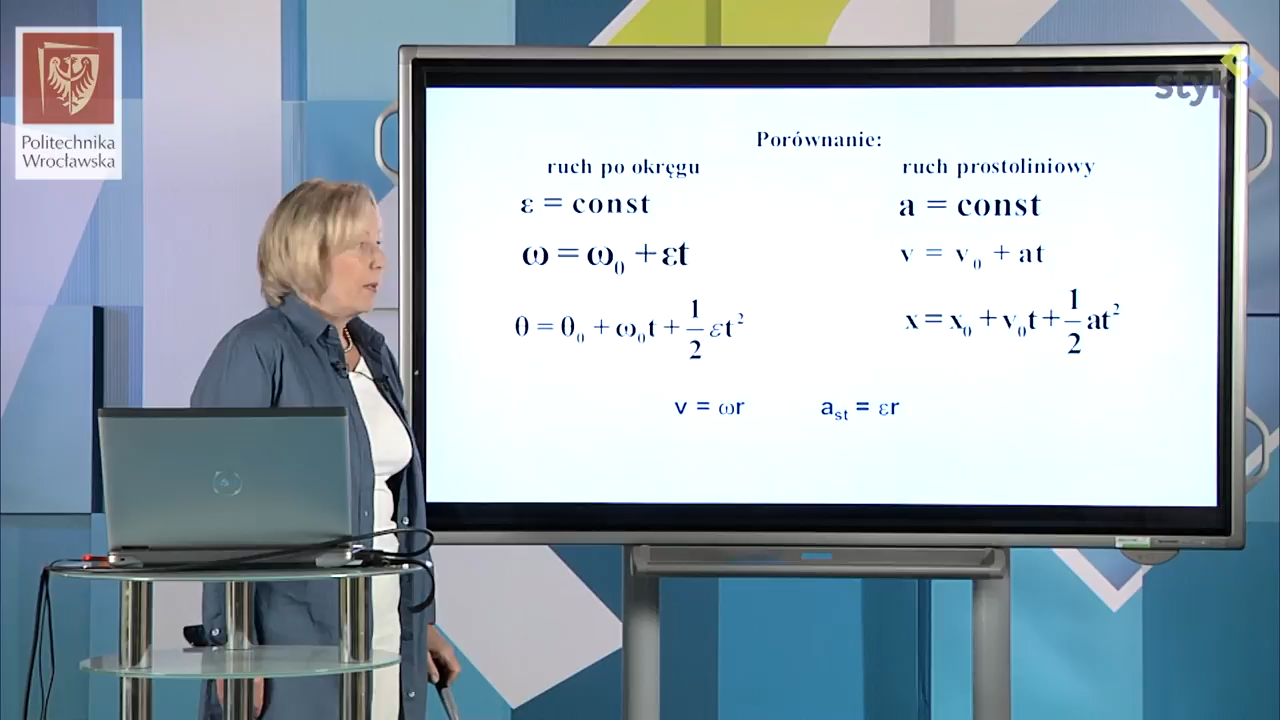 Politechnika
Wrocławska
styk
Porównanie:
ruch po okręgu
ε = const
ω = ω₀ + εt
θ = θ₀ + ω₀t + 1/2 εt²
ruch prostoliniowy
a = const
v = v₀ + at
x = x₀ + v₀t + 1/2 at²
v = ωr
a_st = εr